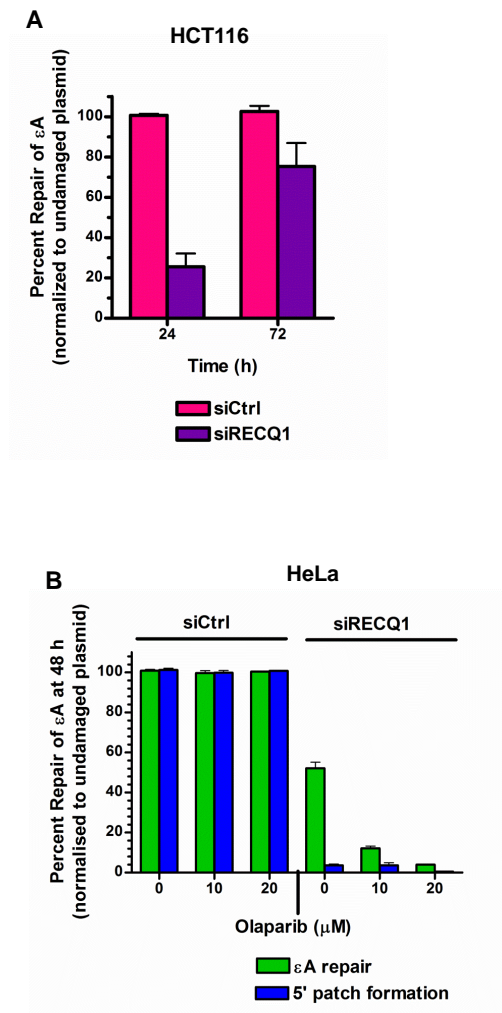 A
HCT116
Percent Repair of εA
(normalized to undamaged plasmid)
100
80
60
40
20
0
24
72
Time (h)
siCtrl
siRECQ1
B
HeLa
siCtrl
siRECQ1
Percent Repair of εA at 48 h
(normalised to undamaged plasmid)
100
80
60
40
20
0
0
10
20
0
10
20
Olaparib (μM)
εA repair
5' patch formation